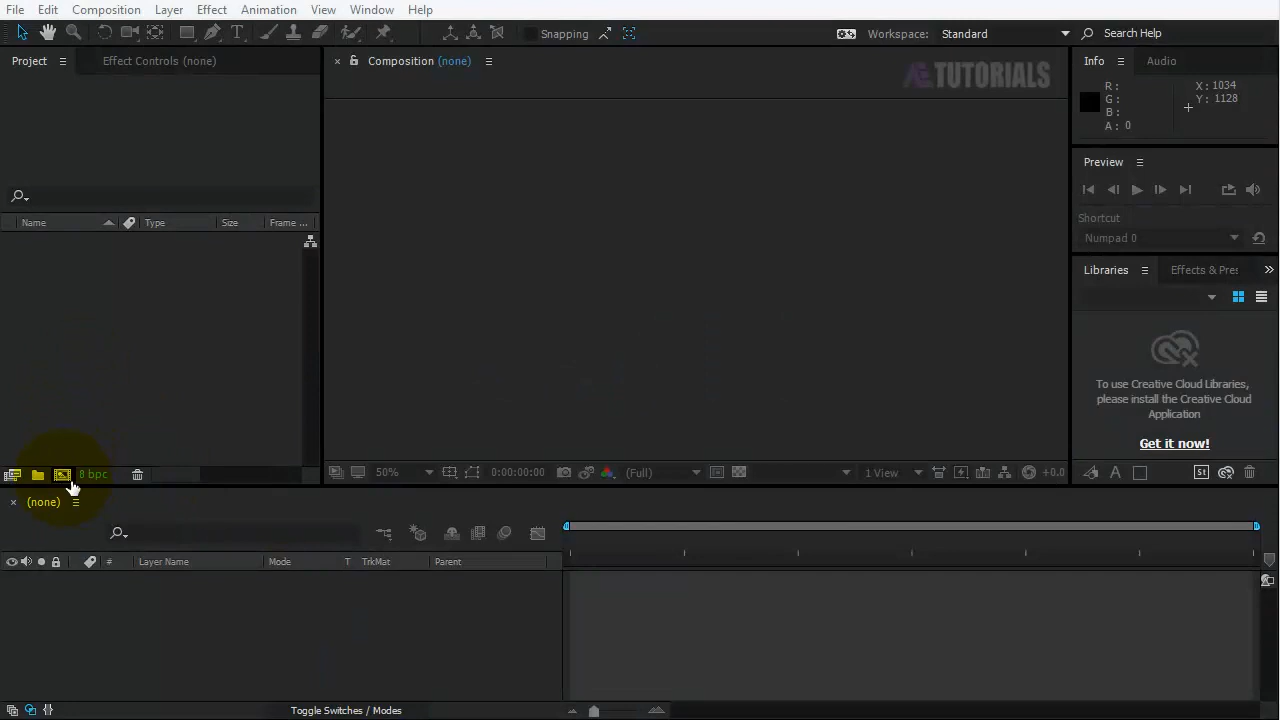 File Edit Composition Layer Effect Animation View Window Help
Snapping Workspace: Standard Search Help
Project Effect Controls (none) Composition (none) Info Audio
TUTORIALS
R: X: 1034
G: Y: 1128
B:
A: 0
Preview
Shortcut
Numpad 0
Name Type Size Frame ...
Libraries Effects & Pres
To use Creative Cloud Libraries,
please install the Creative Cloud
Application
Get it now!
8 bpc 50% 0:00:00:00 (Full) 1 View +0.0 A St
(none)
# Layer Name Mode T TrkMat Parent
Toggle Switches / Modes